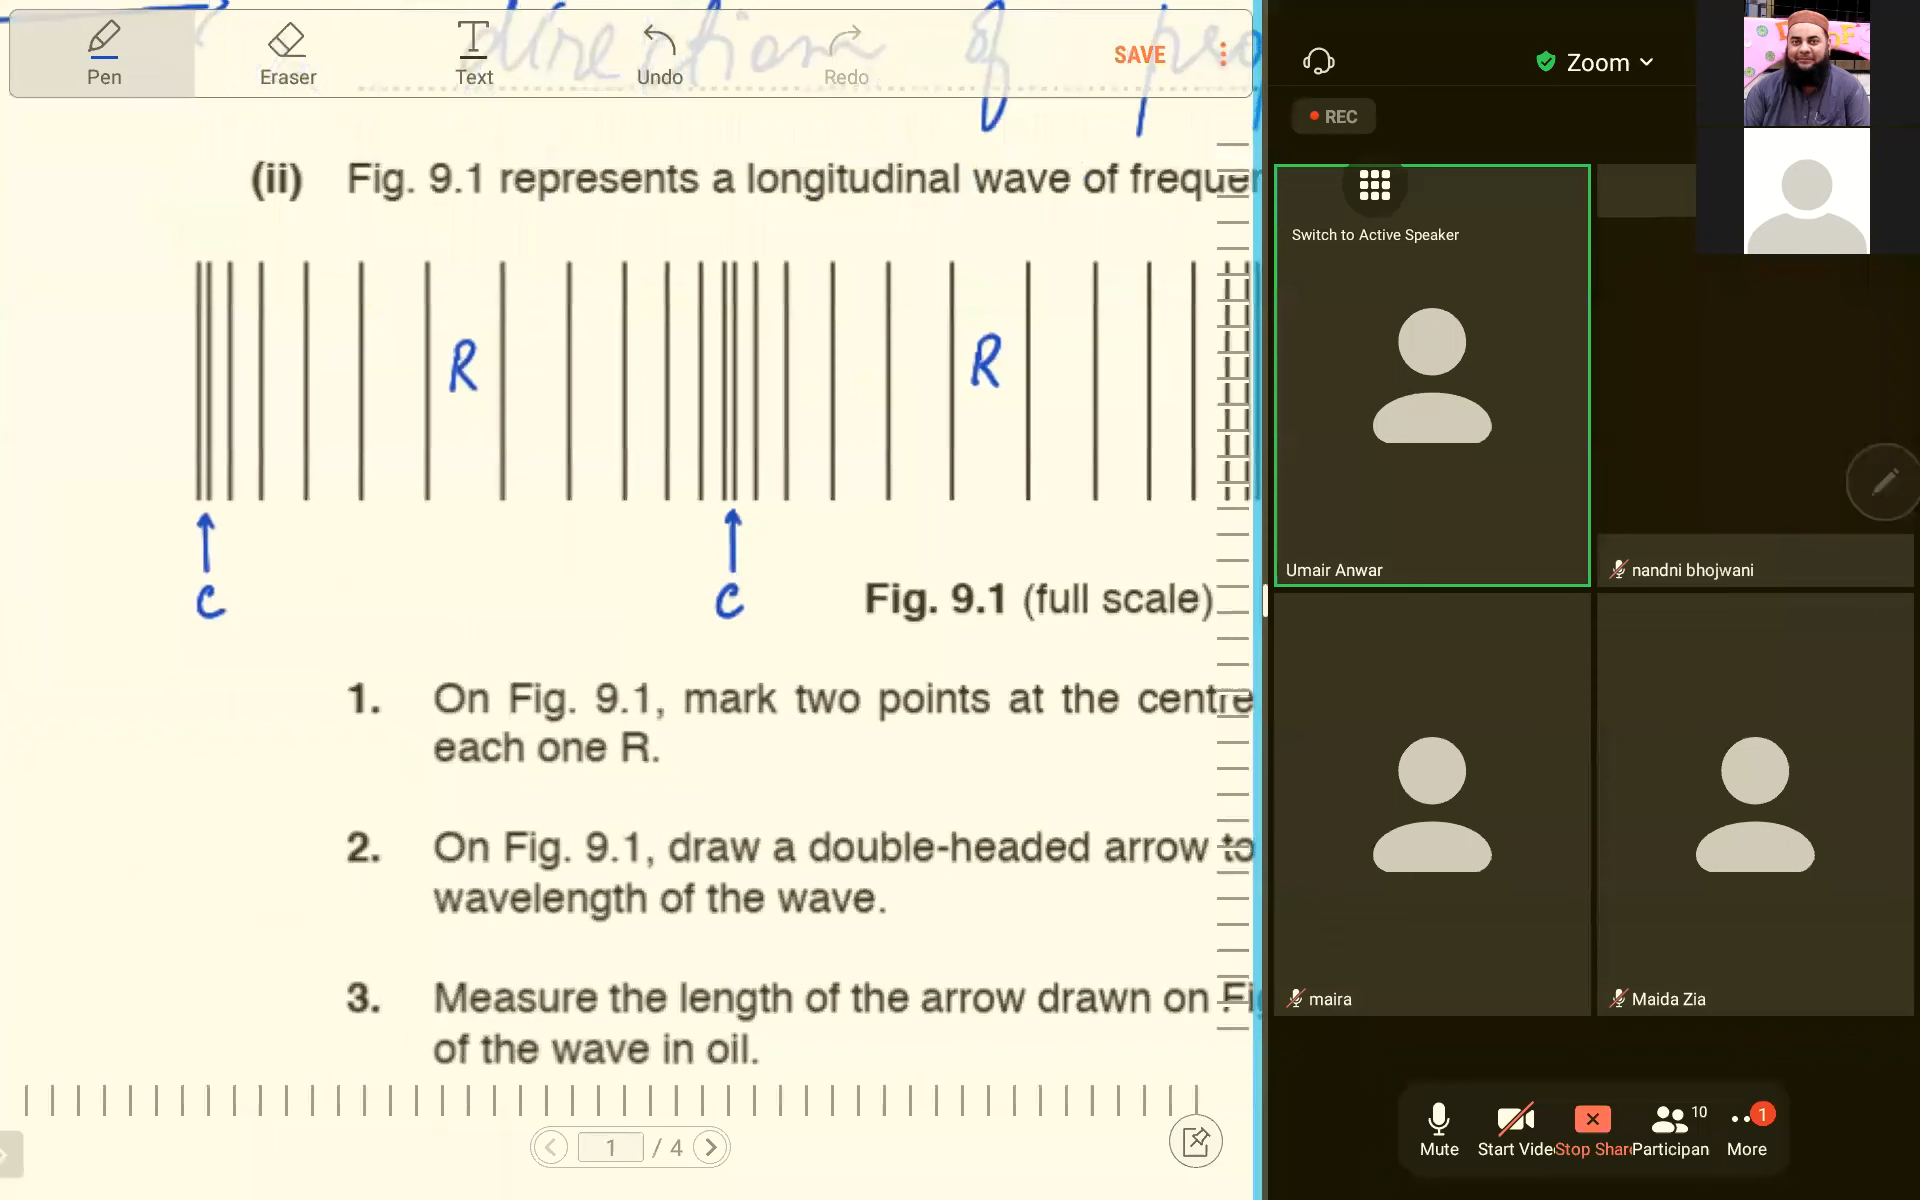 direction of
Pen
Eraser
Text
Undo
Redo
SAVE
(ii) Fig. 9.1 represents a longitudinal wave of
R
R
C
C
Fig. 9.1 (full scale)
1. On Fig. 9.1, mark two points at the centre
each one R.
2. On Fig. 9.1, draw a double-headed arrow to
wavelength of the wave.
3. Measure the length of the arrow drawn on
of the wave in oil.
1 / 4
Zoom
REC
Switch to Active Speaker
Umair Anwar
nandni bhojwani
maira
Maida Zia
10
1
Mute
Start Vide
Stop Shar
Participan
More